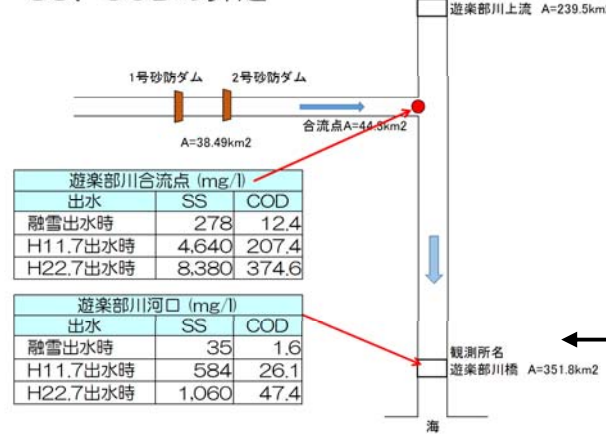 遊楽部川上流 A=239.5km2
1号砂防ダム 2号砂防ダム
合流点A=44.5km2
A=38.49km2
遊楽部川合流点 (mg/l)
出水 SS COD
融雪出水時 278 12.4
H11.7出水時 4,640 207.4
H22.7出水時 8,380 374.6
遊楽部川河口 (mg/l)
出水 SS COD
融雪出水時 35 1.6
H11.7出水時 584 26.1
H22.7出水時 1,060 47.4
観測所名
遊楽部川橋 A=351.8km2
海